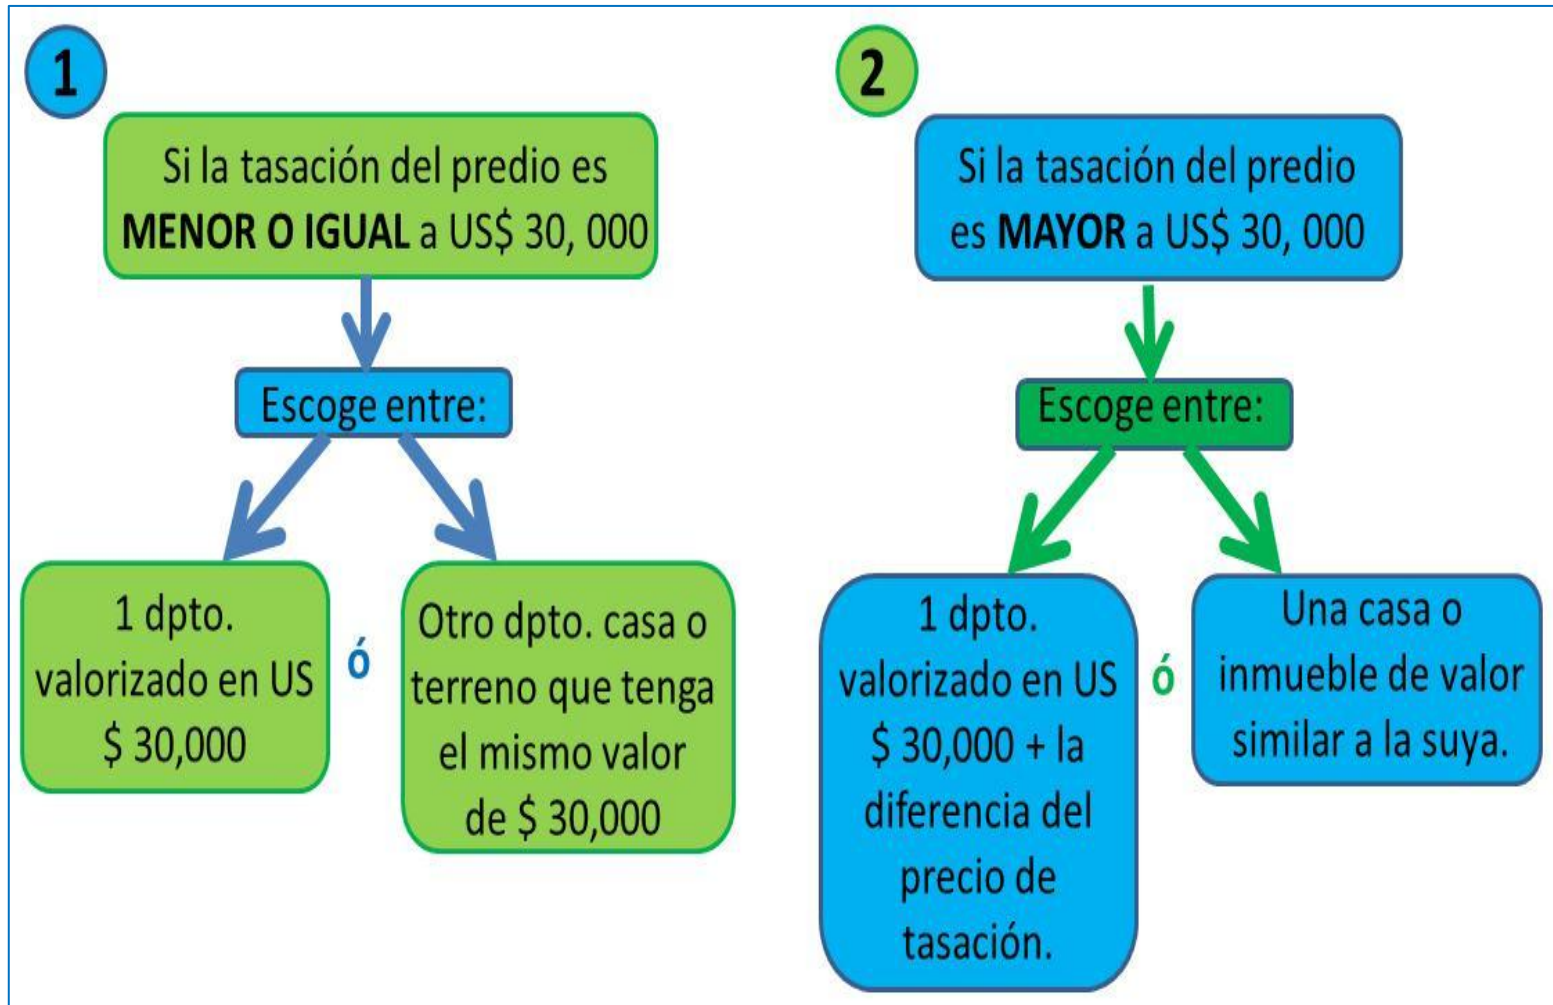 1
Si la tasación del predio es
MENOR O IGUAL a US$ 30, 000
Escoge entre:
1 dpto.
valorizado en US
$ 30,000
ó
Otro dpto. casa o
terreno que tenga
el mismo valor
de $ 30,000
2
Si la tasación del predio
es MAYOR a US$ 30, 000
Escoge entre:
1 dpto.
valorizado en US
$ 30,000 + la
diferencia del
precio de
tasación.
ó
Una casa o
inmueble de valor
similar a la suya.